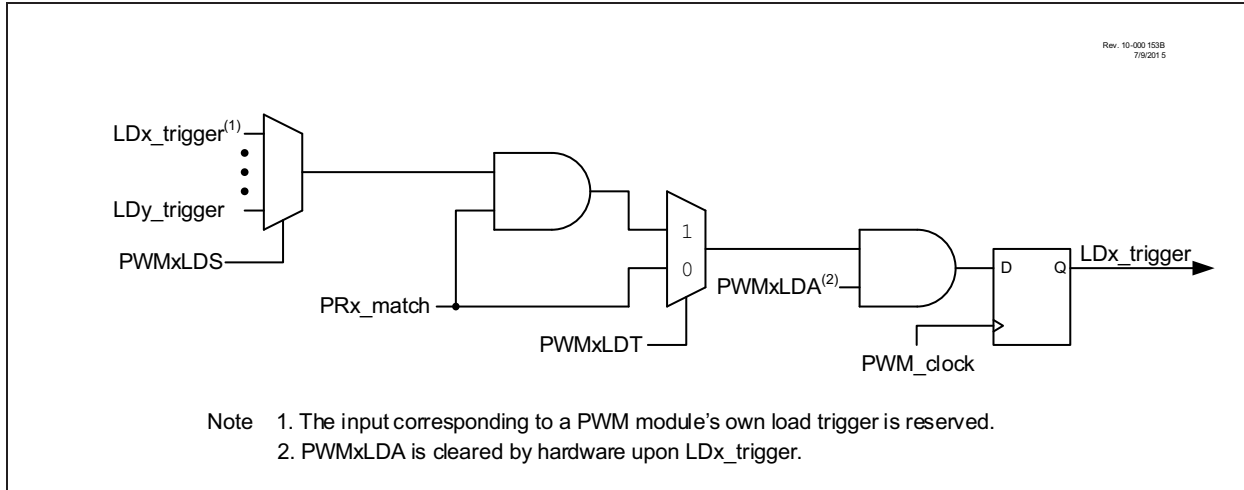 Rev. 10-000 153B
7/9/201 5
LDx_trigger(1)
LDy_trigger
PWMxLDS
PRx_match
1
0
PWMxLDT
PWMxLDA(2)
D Q
LDx_trigger
PWM_clock
Note 1. The input corresponding to a PWM module's own load trigger is reserved.
2. PWMxLDA is cleared by hardware upon LDx_trigger.